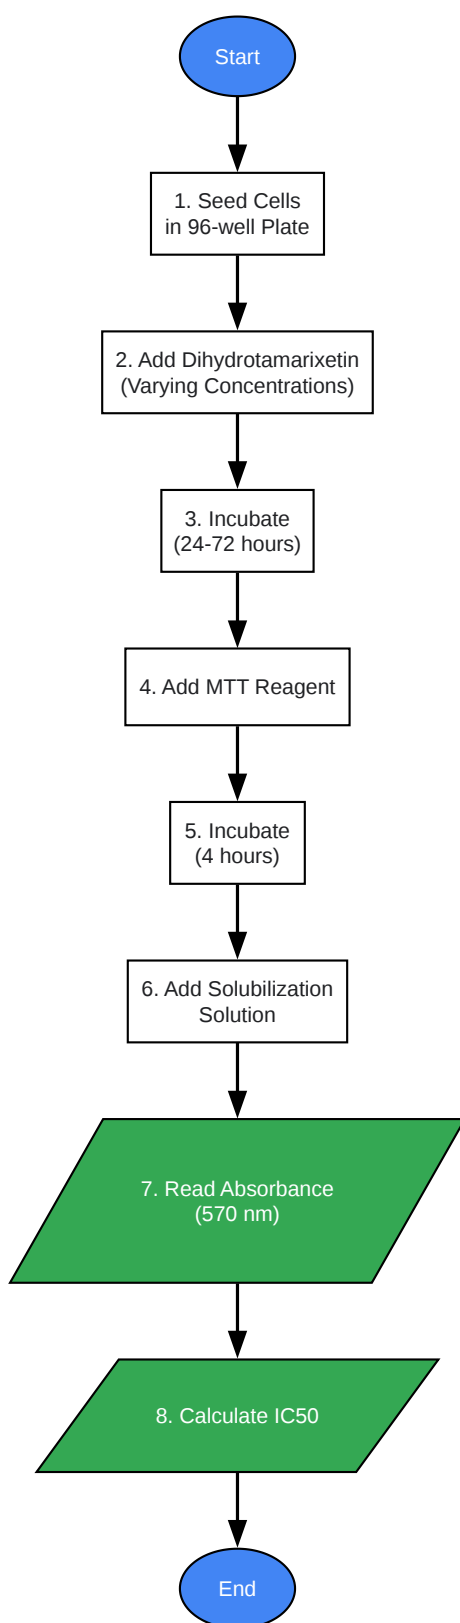 Start
1. Seed Cells
in 96-well Plate
2. Add Dihydrotamarixetin
(Varying Concentrations)
3. Incubate
(24-72 hours)
4. Add MTT Reagent
5. Incubate
(4 hours)
6. Add Solubilization
Solution
7. Read Absorbance
(570 nm)
8. Calculate IC50
End